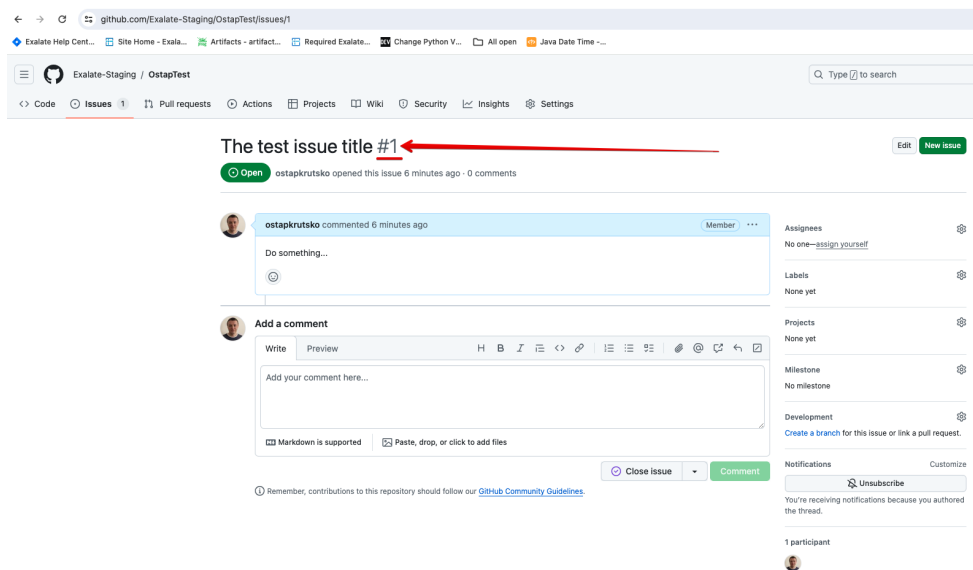 github.com/Exalate-Staging/OstapTest/issues/1
Exalate Help Cent... Site Home - Exala... Artifacts - artifact... Required Exalate... DEV Change Python V... All open Java Date Time -...
Exalate-Staging / OstapTest
Type / to search
Code Issues 1 Pull requests Actions Projects Wiki Security Insights Settings
The test issue title #1
Edit New issue
Open ostapkrutsko opened this issue 6 minutes ago · 0 comments
ostapkrutsko commented 6 minutes ago Member ...
Do something...
Add a comment
Write Preview H B I
Add your comment here...
Markdown is supported Paste, drop, or click to add files
Close issue Comment
Remember, contributions to this repository should follow our GitHub Community Guidelines.
Assignees
No one—assign yourself
Labels
None yet
Projects
None yet
Milestone
No milestone
Development
Create a branch for this issue or link a pull request.
Notifications Customize
Unsubscribe
You're receiving notifications because you authored
the thread.
1 participant